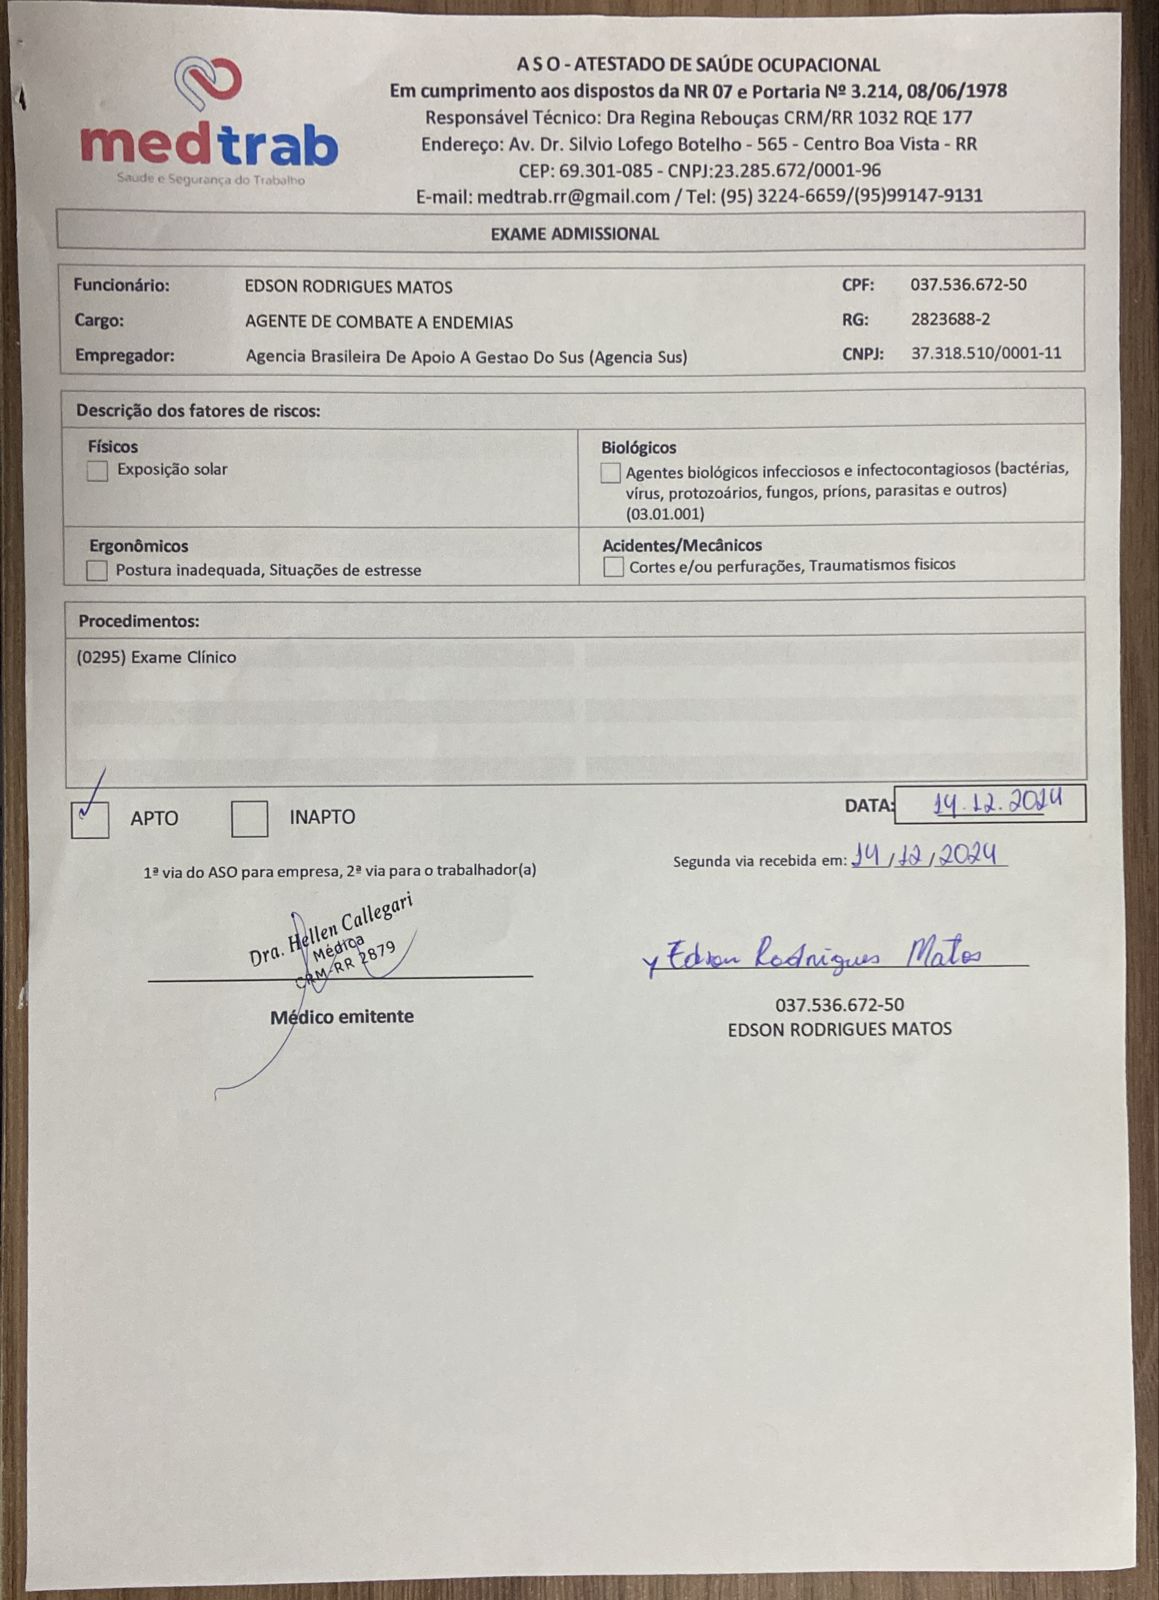 medtrab
Saúde e Segurança do Trabalho
A S O - ATESTADO DE SAÚDE OCUPACIONAL
Em cumprimento aos dispostos da NR 07 e Portaria Nº 3.214, 08/06/1978
Responsável Técnico: Dra Regina Rebouças CRM/RR 1032 RQE 177
Endereço: Av. Dr. Silvio Lofego Botelho - 565 - Centro Boa Vista - RR
CEP: 69.301-085 - CNPJ:23.285.672/0001-96
E-mail: medtrab.rr@gmail.com / Tel: (95) 3224-6659/(95)99147-9131
EXAME ADMISSIONAL
Funcionário: EDSON RODRIGUES MATOS CPF: 037.536.672-50
Cargo: AGENTE DE COMBATE A ENDEMIAS RG: 2823688-2
Empregador: Agencia Brasileira De Apoio A Gestao Do Sus (Agencia Sus) CNPJ: 37.318.510/0001-11
Descrição dos fatores de riscos:
Físicos
Exposição solar
Biológicos
Agentes biológicos infecciosos e infectocontagiosos (bactérias,
vírus, protozoários, fungos, príons, parasitas e outros)
(03.01.001)
Ergonômicos
Postura inadequada, Situações de estresse
Acidentes/Mecânicos
Cortes e/ou perfurações, Traumatismos fisicos
Procedimentos:
(0295) Exame Clínico
APTO INAPTO DATA: 14.12.2024
1ª via do ASO para empresa, 2ª via para o trabalhador(a)
Segunda via recebida em: 14/12/2024
Dra. Hellen Callegari
Médica
CRM-RR 2879
Médico emitente
Edson Rodrigues Matos
037.536.672-50
EDSON RODRIGUES MATOS